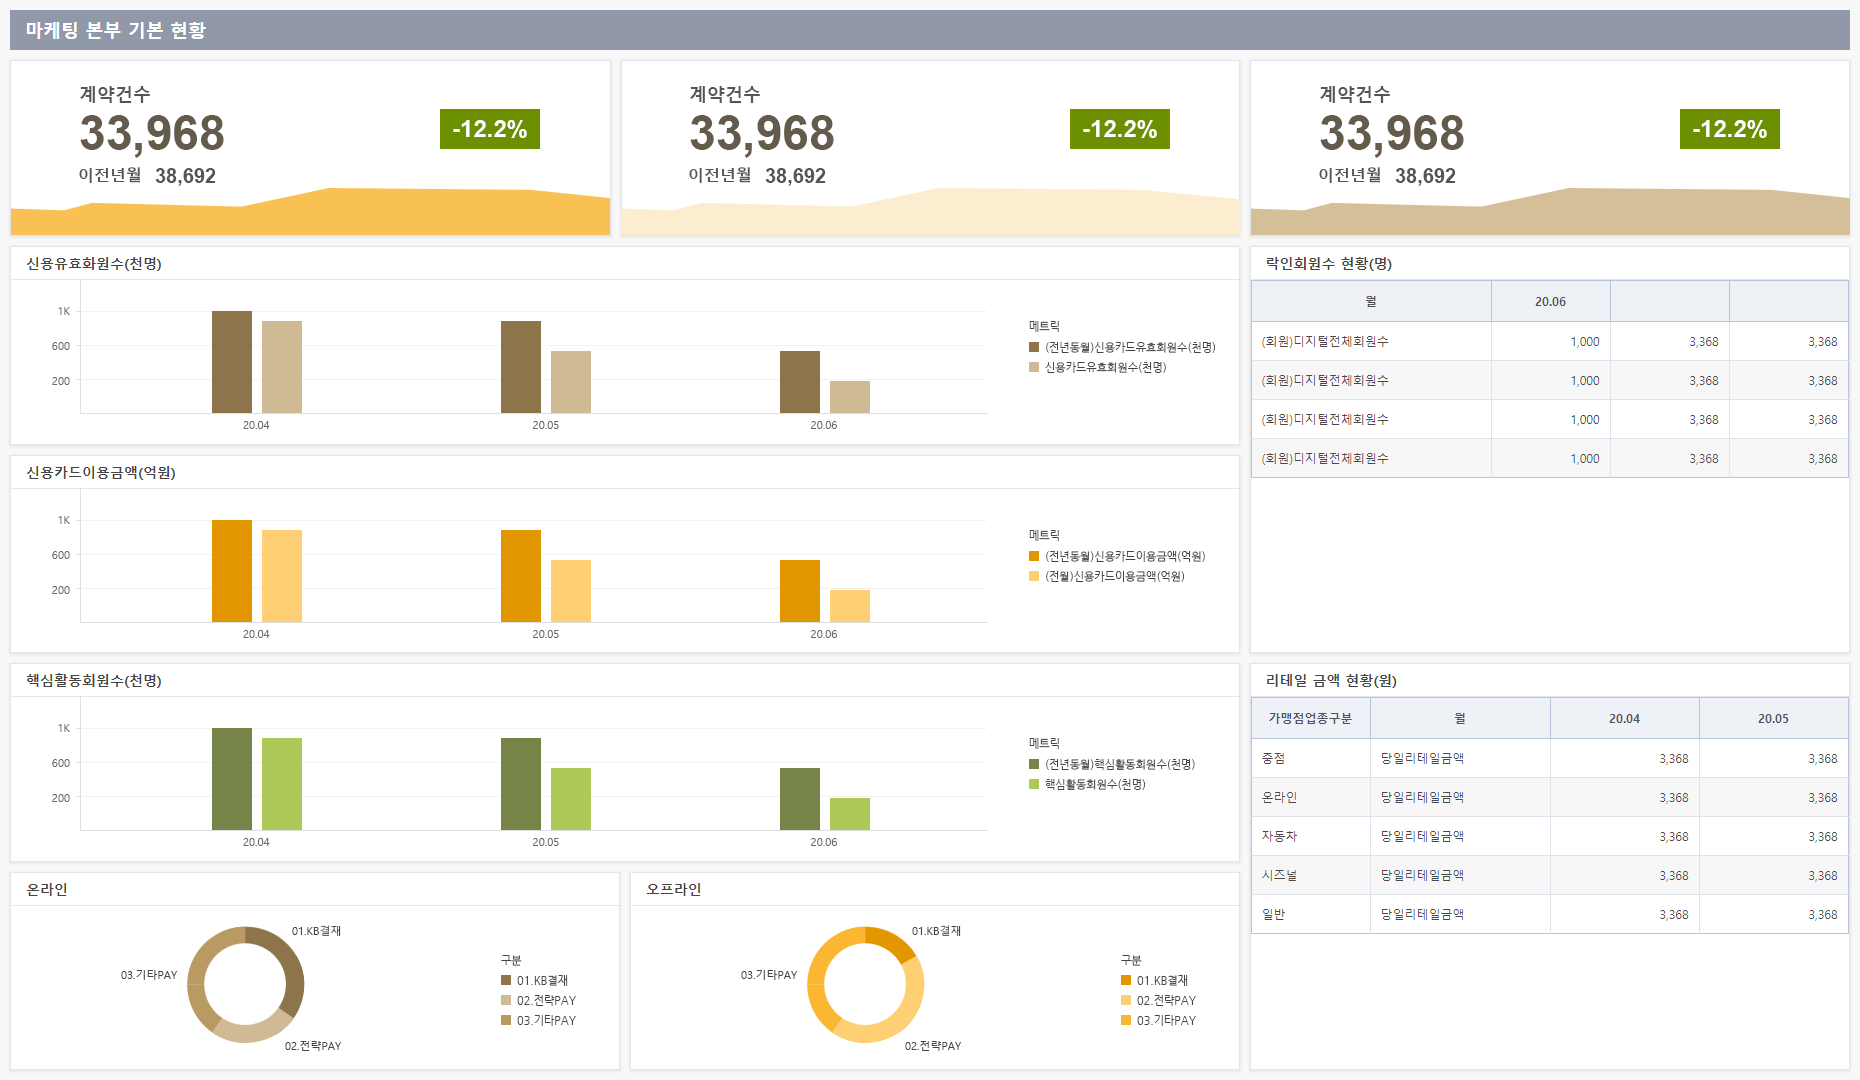 마케팅 본부 기본 현황
계약건수
33,968
-12.2%
이전년월 38,692
계약건수
33,968
-12.2%
이전년월 38,692
계약건수
33,968
-12.2%
이전년월 38,692
신용유효화원수(천명)
1K
600
200
20.04 20.05 20.06
메트릭
(전년동월)신용카드유효회원수(천명)
신용카드유효회원수(천명)
락인회원수 현황(명)
월 20.06
(회원)디지털전체회원수 1,000 3,368 3,368
(회원)디지털전체회원수 1,000 3,368 3,368
(회원)디지털전체회원수 1,000 3,368 3,368
(회원)디지털전체회원수 1,000 3,368 3,368
신용카드이용금액(억원)
1K
600
200
20.04 20.05 20.06
메트릭
(전년동월)신용카드이용금액(억원)
(전월)신용카드이용금액(억원)
핵심활동회원수(천명)
1K
600
200
20.04 20.05 20.06
메트릭
(전년동월)핵심활동회원수(천명)
핵심활동회원수(천명)
리테일 금액 현황(원)
가맹점업종구분 월 20.04 20.05
중점 당일리테일금액 3,368 3,368
온라인 당일리테일금액 3,368 3,368
자동차 당일리테일금액 3,368 3,368
시즈널 당일리테일금액 3,368 3,368
일반 당일리테일금액 3,368 3,368
온라인
01.KB결재
03.기타PAY
02.전략PAY
구분
01.KB결재
02.전략PAY
03.기타PAY
오프라인
01.KB결재
03.기타PAY
02.전략PAY
구분
01.KB결재
02.전략PAY
03.기타PAY